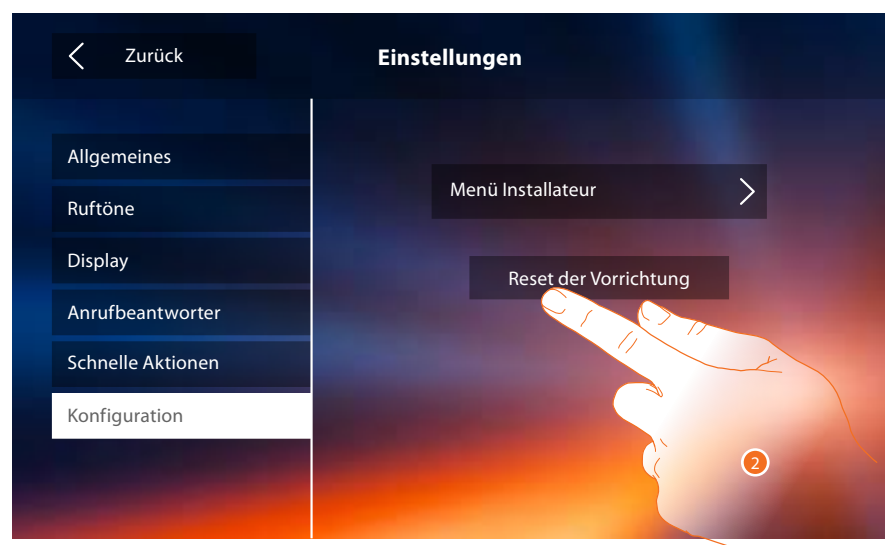 Zurück
Einstellungen
Allgemeines
Ruftöne
Display
Anrufbeantworter
Schnelle Aktionen
Konfiguration
Menü Installateur
Reset der Vorrichtung
2